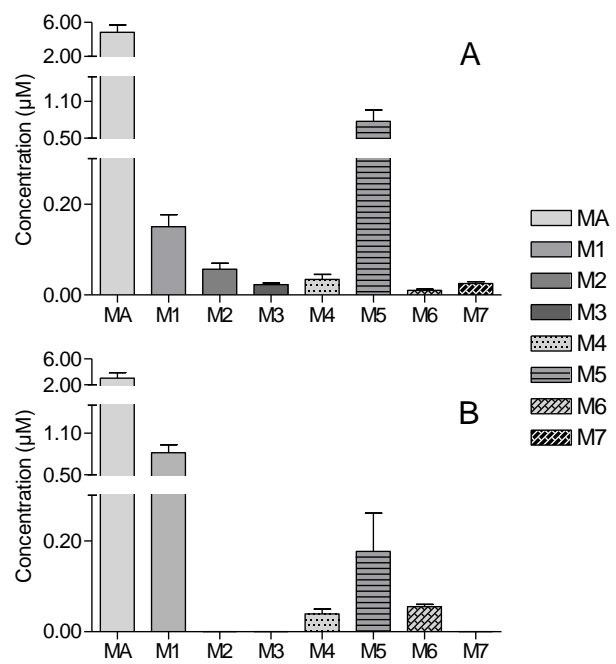 6.00
2.00
A
1.10
0.50
Concentration (µM)
0.20
0.00
MA M1 M2 M3 M4 M5 M6 M7
MA
M1
M2
M3
M4
M5
M6
M7
6.00
2.00
B
1.10
0.50
Concentration (µM)
0.20
0.00
MA M1 M2 M3 M4 M5 M6 M7